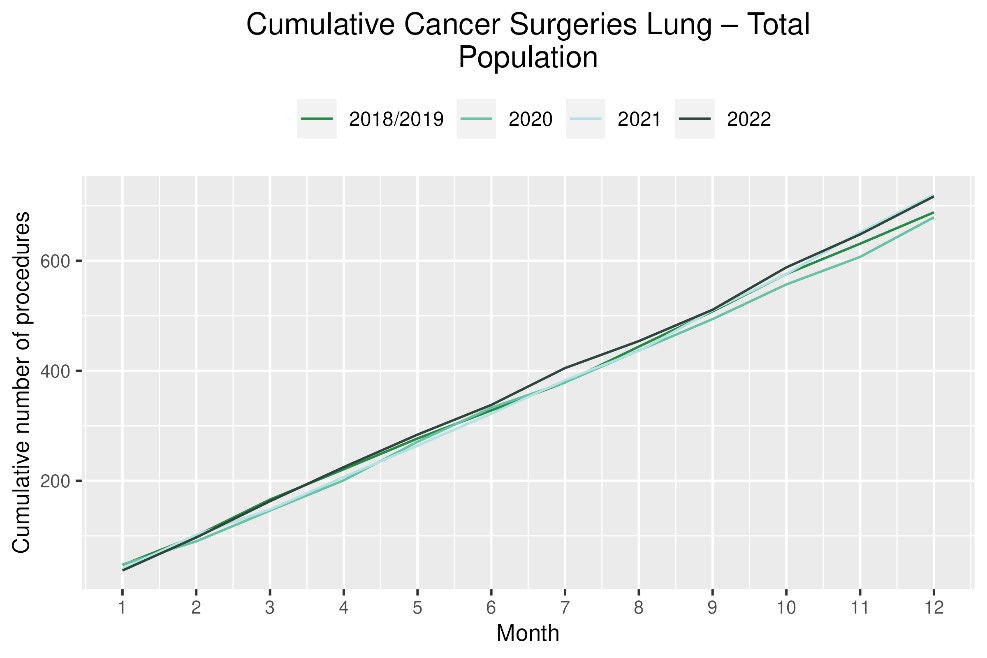 Cumulative Cancer Surgeries Lung – Total
Population
2018/2019 2020 2021 2022
Cumulative number of procedures
600
400
200
1 2 3 4 5 6 7 8 9 10 11 12
Month